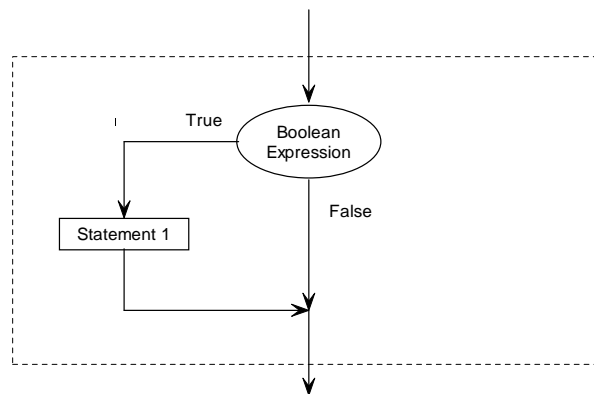 True
Boolean
Expression
False
Statement 1